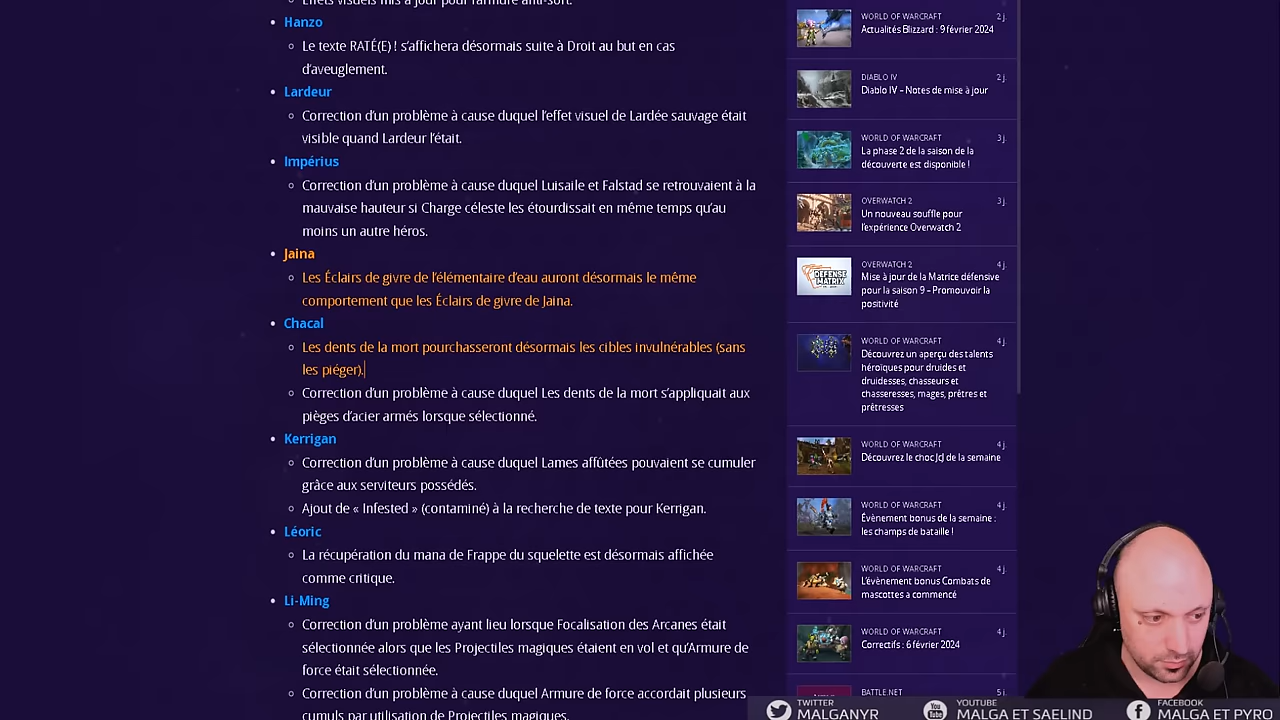 Effets visuels mis à jour pour l'armure anti-sort.
Hanzo
Le texte RATÉ(E) ! s'affichera désormais suite à Droit au but en cas
d'aveuglement.
Lardeur
Correction d'un problème à cause duquel l'effet visuel de Lardée sauvage était
visible quand Lardeur l'était.
Impérius
Correction d'un problème à cause duquel Luisaile et Falstad se retrouvaient à la
mauvaise hauteur si Charge céleste les étourdissait en même temps qu'au
moins un autre héros.
Jaina
Les Éclairs de givre de l'élémentaire d'eau auront désormais le même
comportement que les Éclairs de givre de Jaina.
Chacal
Les dents de la mort pourchasseront désormais les cibles invulnérables (sans
les piéger).
Correction d'un problème à cause duquel Les dents de la mort s'appliquait aux
pièges d'acier armés lorsque sélectionné.
Kerrigan
Correction d'un problème à cause duquel Lames affûtées pouvaient se cumuler
grâce aux serviteurs possédés.
Ajout de « Infested » (contaminé) à la recherche de texte pour Kerrigan.
Léoric
La récupération du mana de Frappe du squelette est désormais affichée
comme critique.
Li-Ming
Correction d'un problème ayant lieu lorsque Focalisation des Arcanes était
sélectionnée alors que les Projectiles magiques étaient en vol et qu'Armure de
force était sélectionnée.
Correction d'un problème à cause duquel Armure de force accordait plusieurs
cumuls par utilisation de Projectiles magiques.
WORLD OF WARCRAFT 2 j.
Actualités Blizzard : 9 février 2024
DIABLO IV 2 j.
Diablo IV – Notes de mise à jour
WORLD OF WARCRAFT 3 j.
La phase 2 de la saison de la
découverte est disponible !
OVERWATCH 2 3 j.
Un nouveau souffle pour
l'expérience Overwatch 2
OVERWATCH 2 4 j.
DEFENSE
MATRIX
Mise à jour de la Matrice défensive
pour la saison 9 – Promouvoir la
positivité
WORLD OF WARCRAFT 4 j.
Découvrez un aperçu des talents
héroïques pour druides et
druidesses, chasseurs et
chasseresses, mages, prêtres et
prêtresses
WORLD OF WARCRAFT 4 j.
Découvrez le choc JcJ de la semaine
WORLD OF WARCRAFT 4 j.
Évènement bonus de la semaine :
les champs de bataille !
WORLD OF WARCRAFT 4 j.
L'évènement bonus Combats de
mascottes a commencé
WORLD OF WARCRAFT 4 j.
Correctifs : 6 février 2024
BATTLE.NET 5 j.
TWITTER
MALGANYR
You Tube
YOUTUBE
MALGA ET SAELIND
FACEBOOK
MALGA ET PYRO